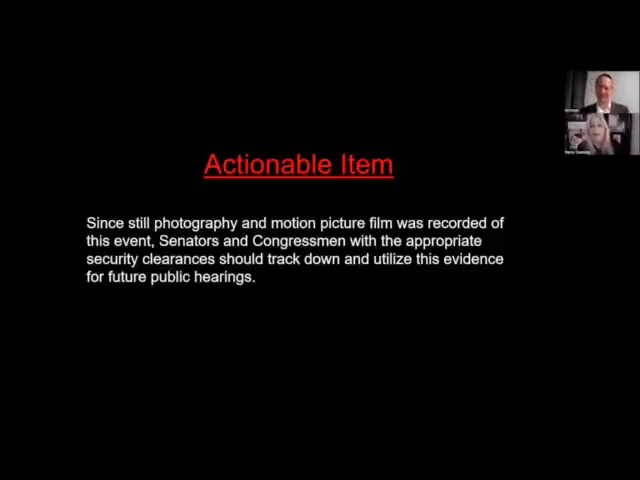 Actionable Item
Since still photography and motion picture film was recorded of
this event, Senators and Congressmen with the appropriate
security clearances should track down and utilize this evidence
for future public hearings.
Michael